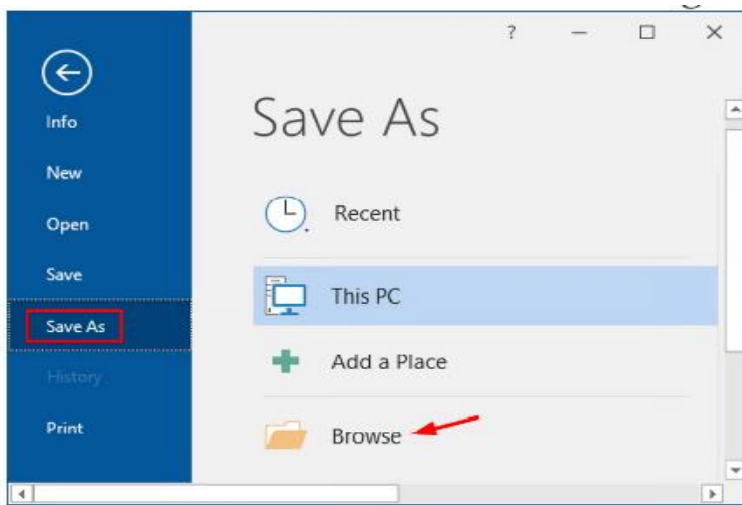 ?
Info
New
Open
Save
Save As
History
Print
Save As
Recent
This PC
Add a Place
Browse